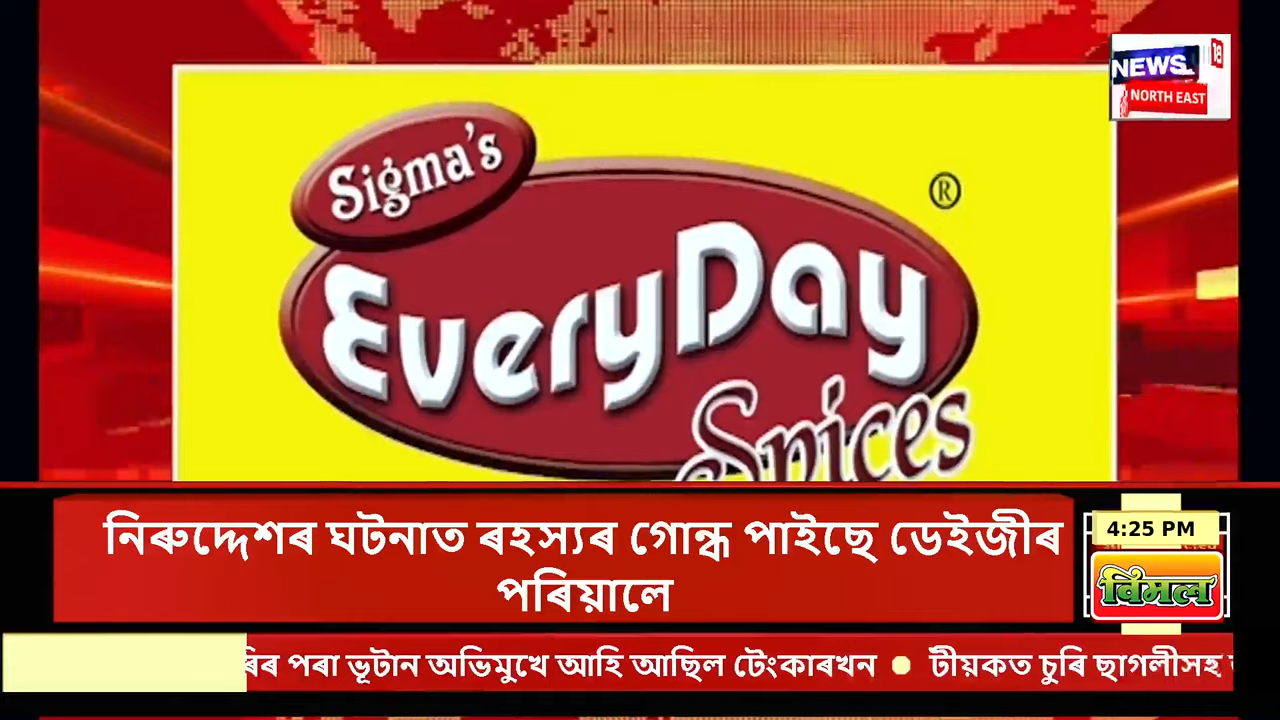 NEWS 18
NORTH EAST
Sigma's
®
EveryDay
Spices
নিৰুদ্দেশৰ ঘটনাত ৰহস্যৰ গোন্ধ পাইছে ডেইজীৰ
পৰিয়ালে
4:25 PM
বিমল
পৰা ভূটান অভিমুখে আহি আছিল টেংকাৰখন ● টীয়কত চুৰি ছাগলীসহ